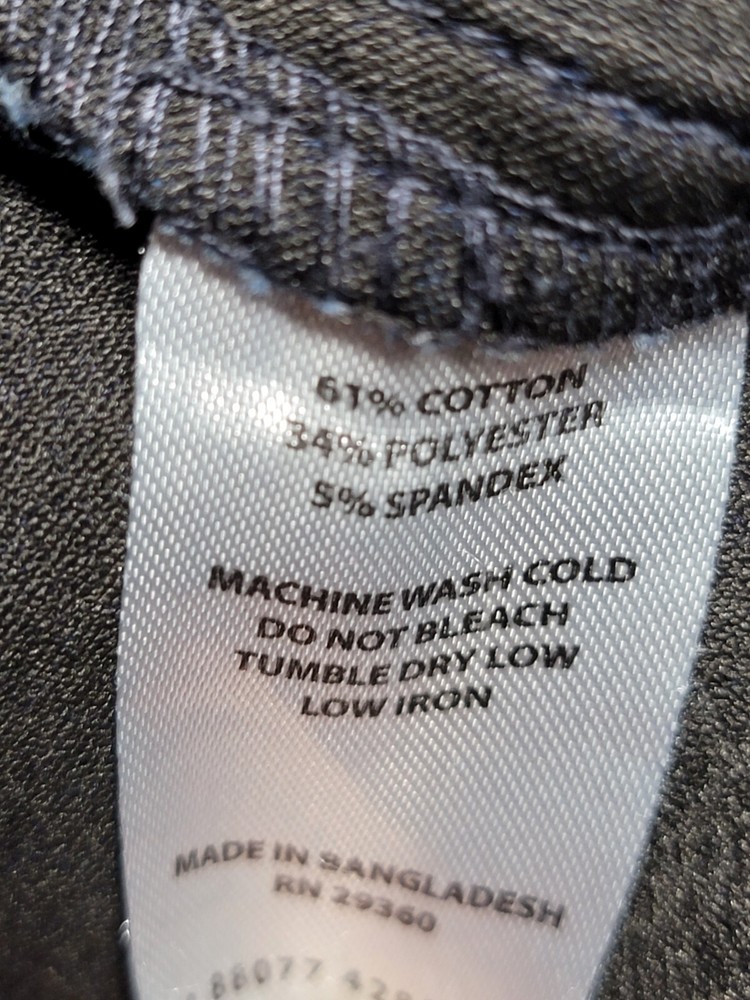 61% COTTON
34% POLYESTER
5% SPANDEX
MACHINE WASH COLD
DO NOT BLEACH
TUMBLE DRY LOW
LOW IRON
MADE IN BANGLADESH
RN 29360
88077